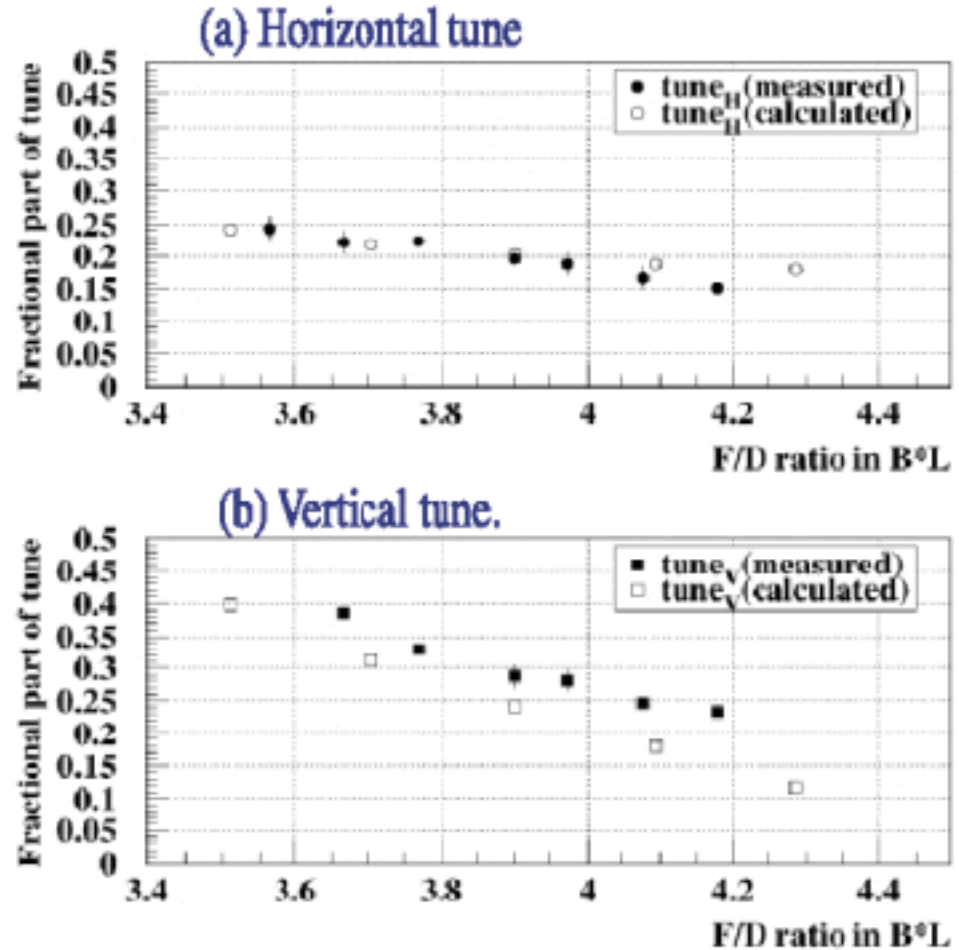 (a) Horizontal tune
Fractional part of tune
0.5
0.45
0.4
0.35
0.3
0.25
0.2
0.15
0.1
0.05
0
tune_H(measured)
tune_H(calculated)
3.4 3.6 3.8 4 4.2 4.4
F/D ratio in B*L
(b) Vertical tune.
Fractional part of tune
0.5
0.45
0.4
0.35
0.3
0.25
0.2
0.15
0.1
0.05
0
tune_V(measured)
tune_V(calculated)
3.4 3.6 3.8 4 4.2 4.4
F/D ratio in B*L